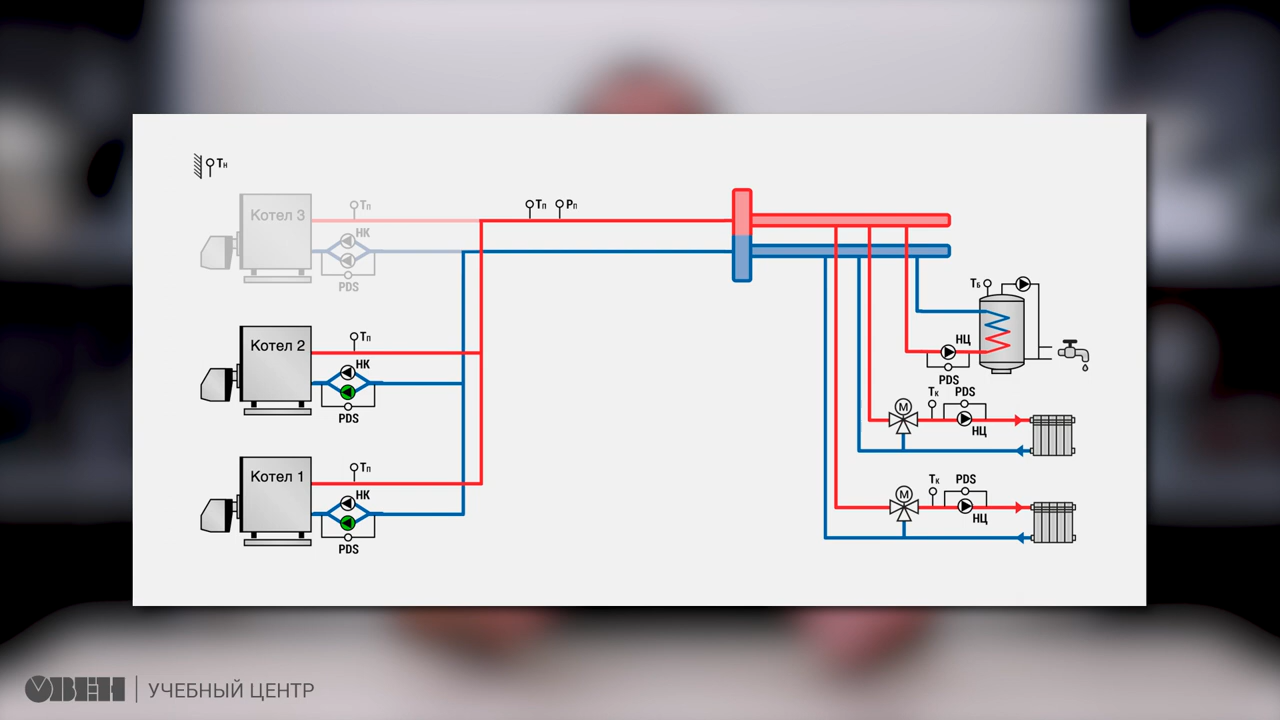 Тн
Котел 3
Тп
НК
PDS
Тп
Рп
Котел 2
Тп
НК
PDS
Котел 1
Тп
НК
PDS
Тб
НЦ
PDS
М
Тк
PDS
НЦ
М
Тк
PDS
НЦ
ОВЕН
УЧЕБНЫЙ ЦЕНТР